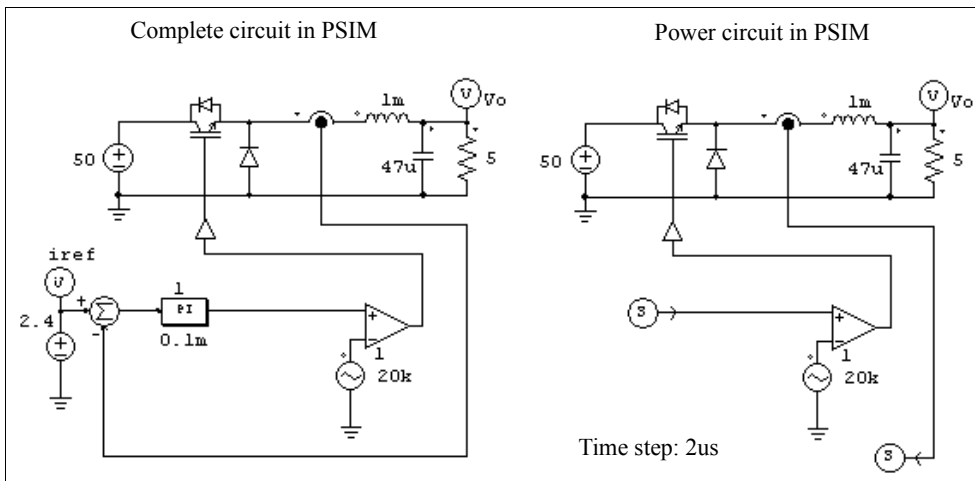 Complete circuit in PSIM
1m
V
Vo
50
47u
5
iref
V
+
Σ
-
2.4
1
PI
0.1m
+
-
1
20k
Power circuit in PSIM
1m
V
Vo
50
47u
5
S
+
-
1
20k
Time step: 2us
S